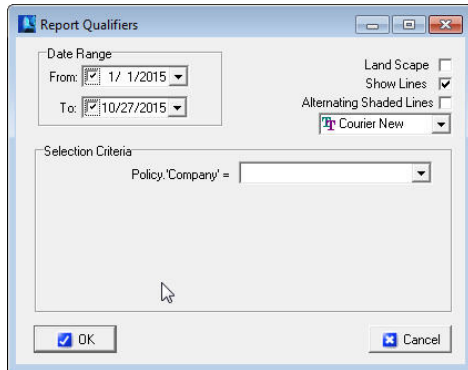 Report Qualifiers
Date Range
From: 1/ 1/2015
To: 10/27/2015
Land Scape
Show Lines
Alternating Shaded Lines
Courier New
Selection Criteria
Policy.'Company' =
OK
Cancel